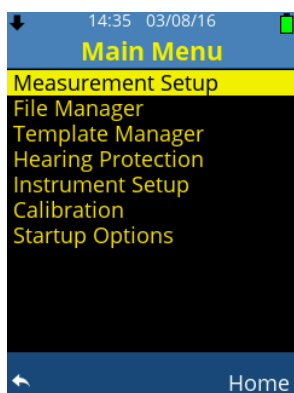 14:35 03/08/16
Main Menu
Measurement Setup
File Manager
Template Manager
Hearing Protection
Instrument Setup
Calibration
Startup Options
Home